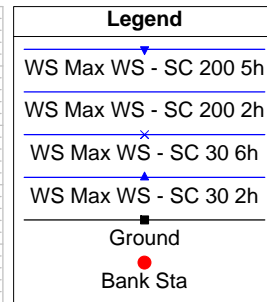 Legend
WS Max WS - SC 200 5h
WS Max WS - SC 200 2h
WS Max WS - SC 30 6h
WS Max WS - SC 30 2h
Ground
Bank Sta